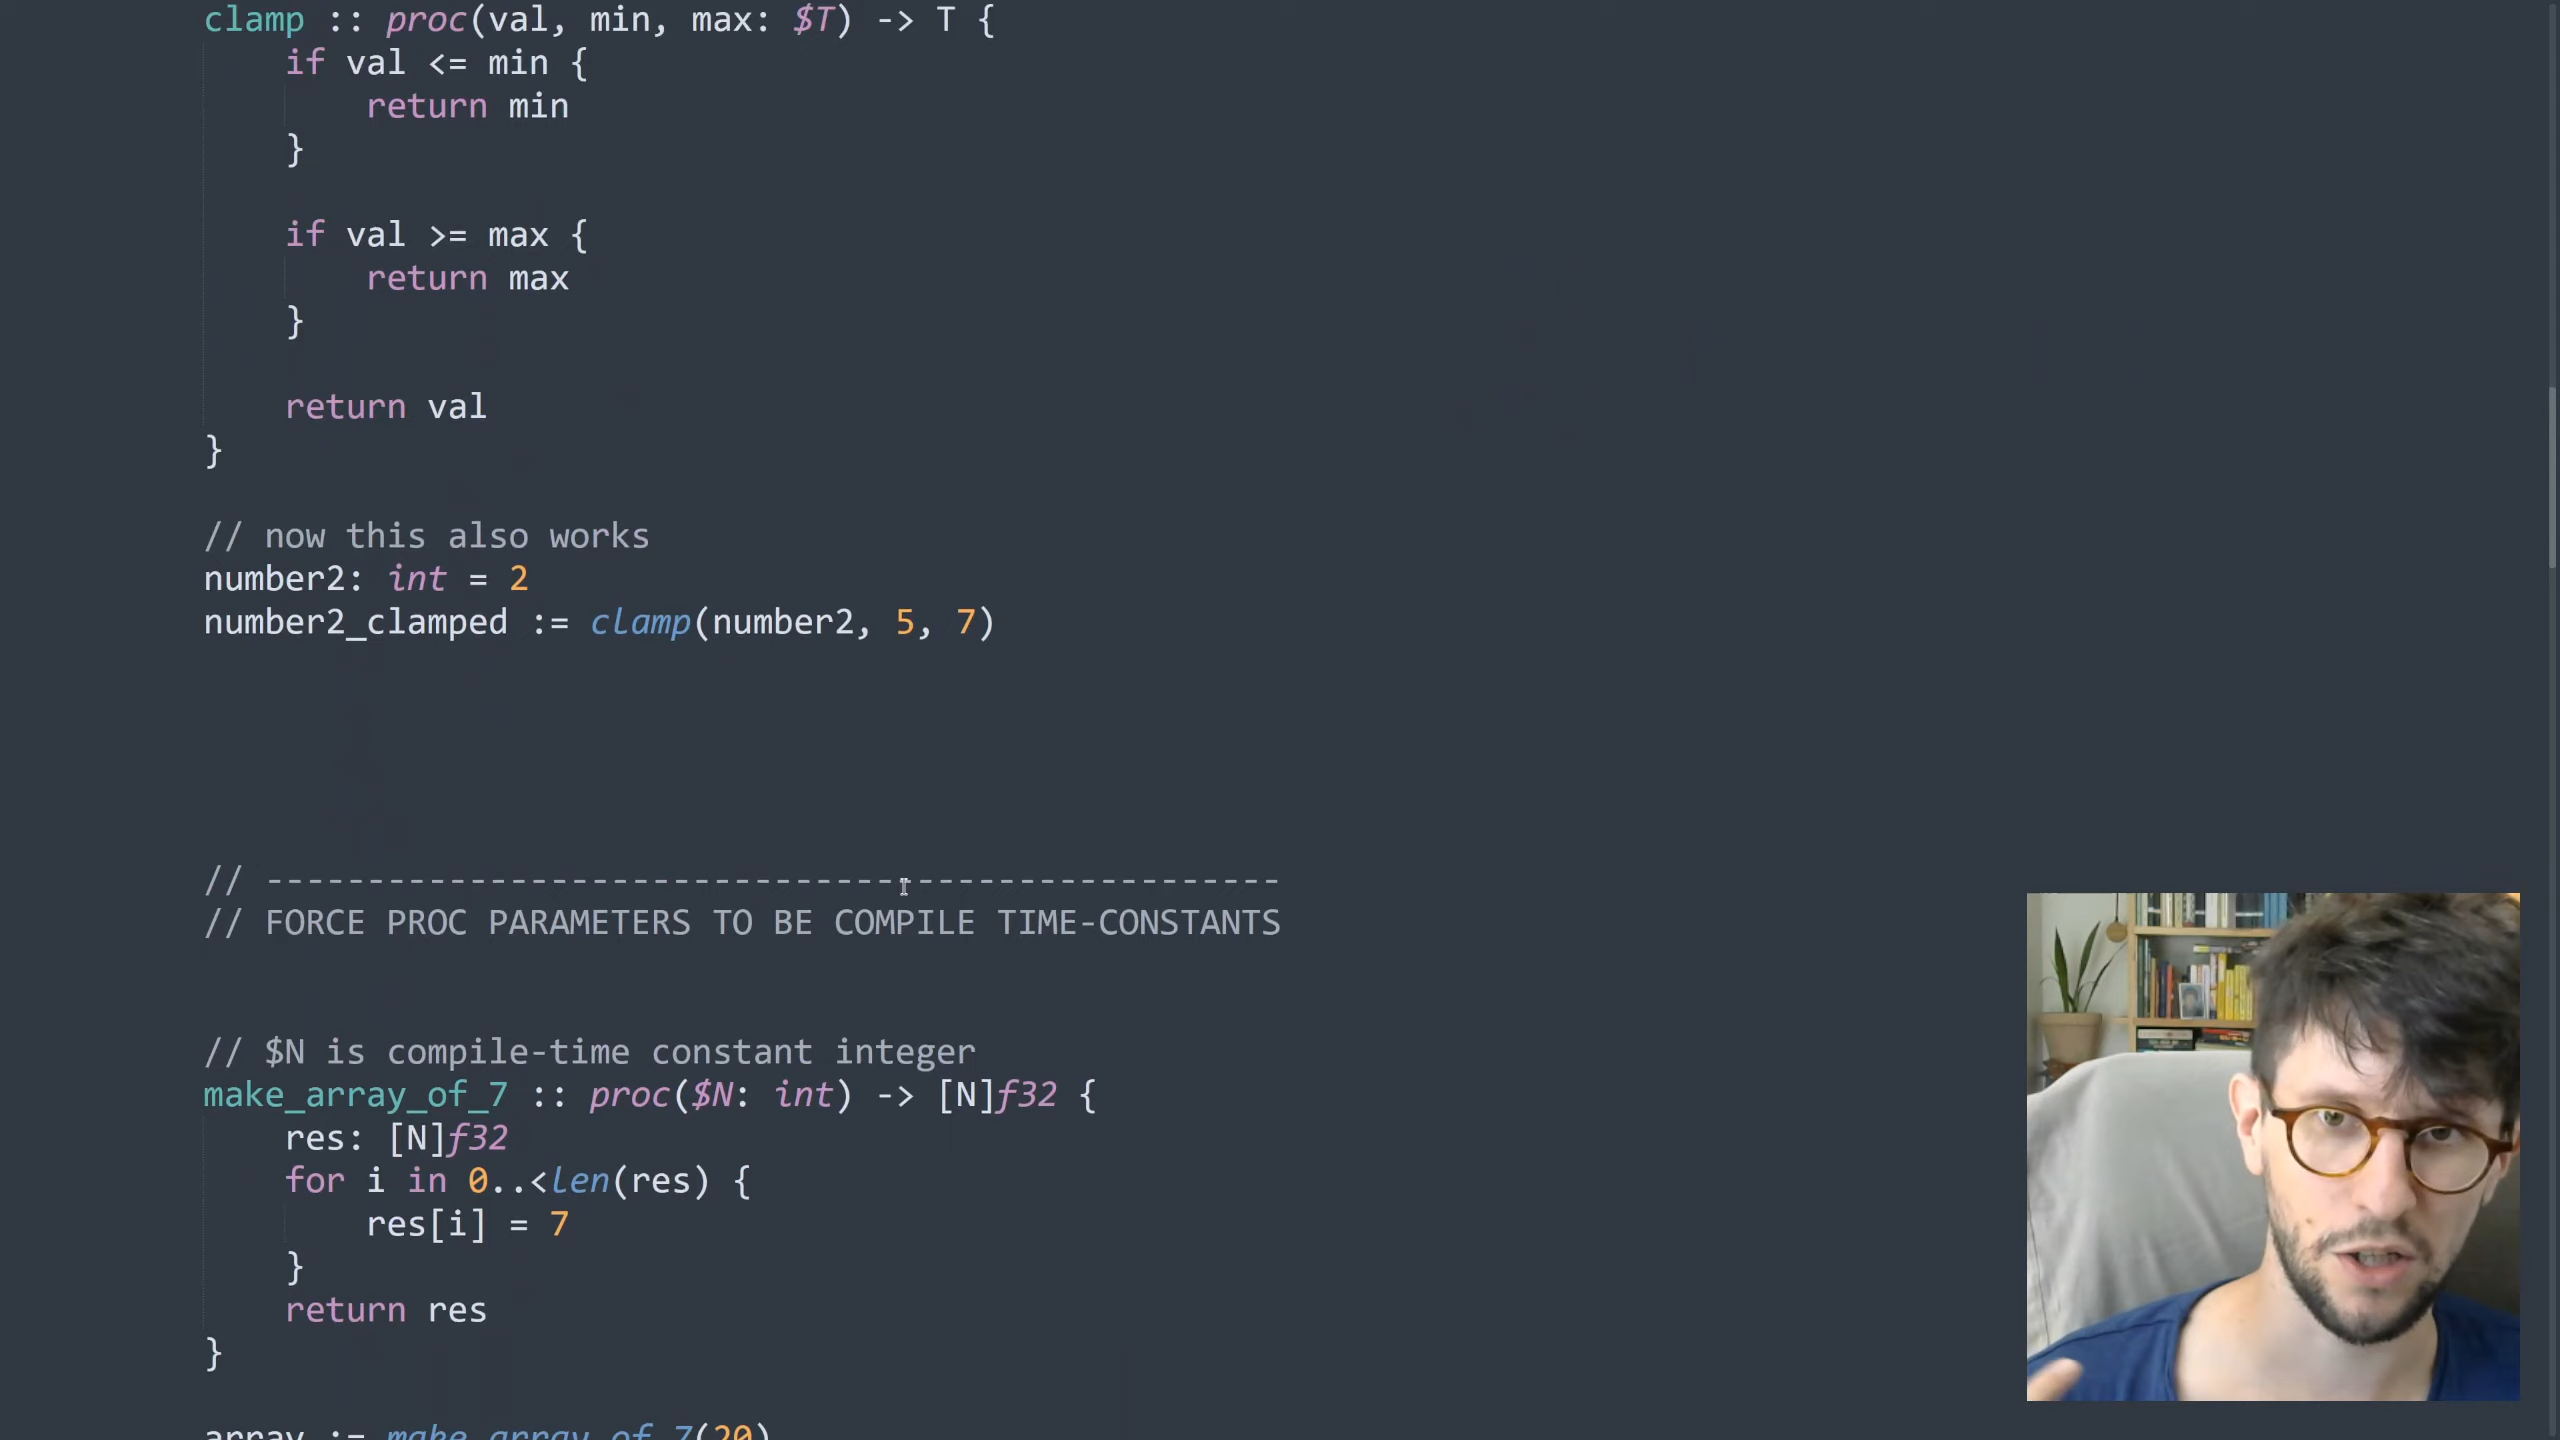 clamp :: proc(val, min, max: $T) -> T {
    if val <= min {
        return min
    }

    if val >= max {
        return max
    }

    return val
}

// now this also works
number2: int = 2
number2_clamped := clamp(number2, 5, 7)

// --------------------------------------------------
// FORCE PROC PARAMETERS TO BE COMPILE TIME-CONSTANTS

// $N is compile-time constant integer
make_array_of_7 :: proc($N: int) -> [N]f32 {
    res: [N]f32
    for i in 0..<len(res) {
        res[i] = 7
    }
    return res
}

array := make_array_of_7(20)